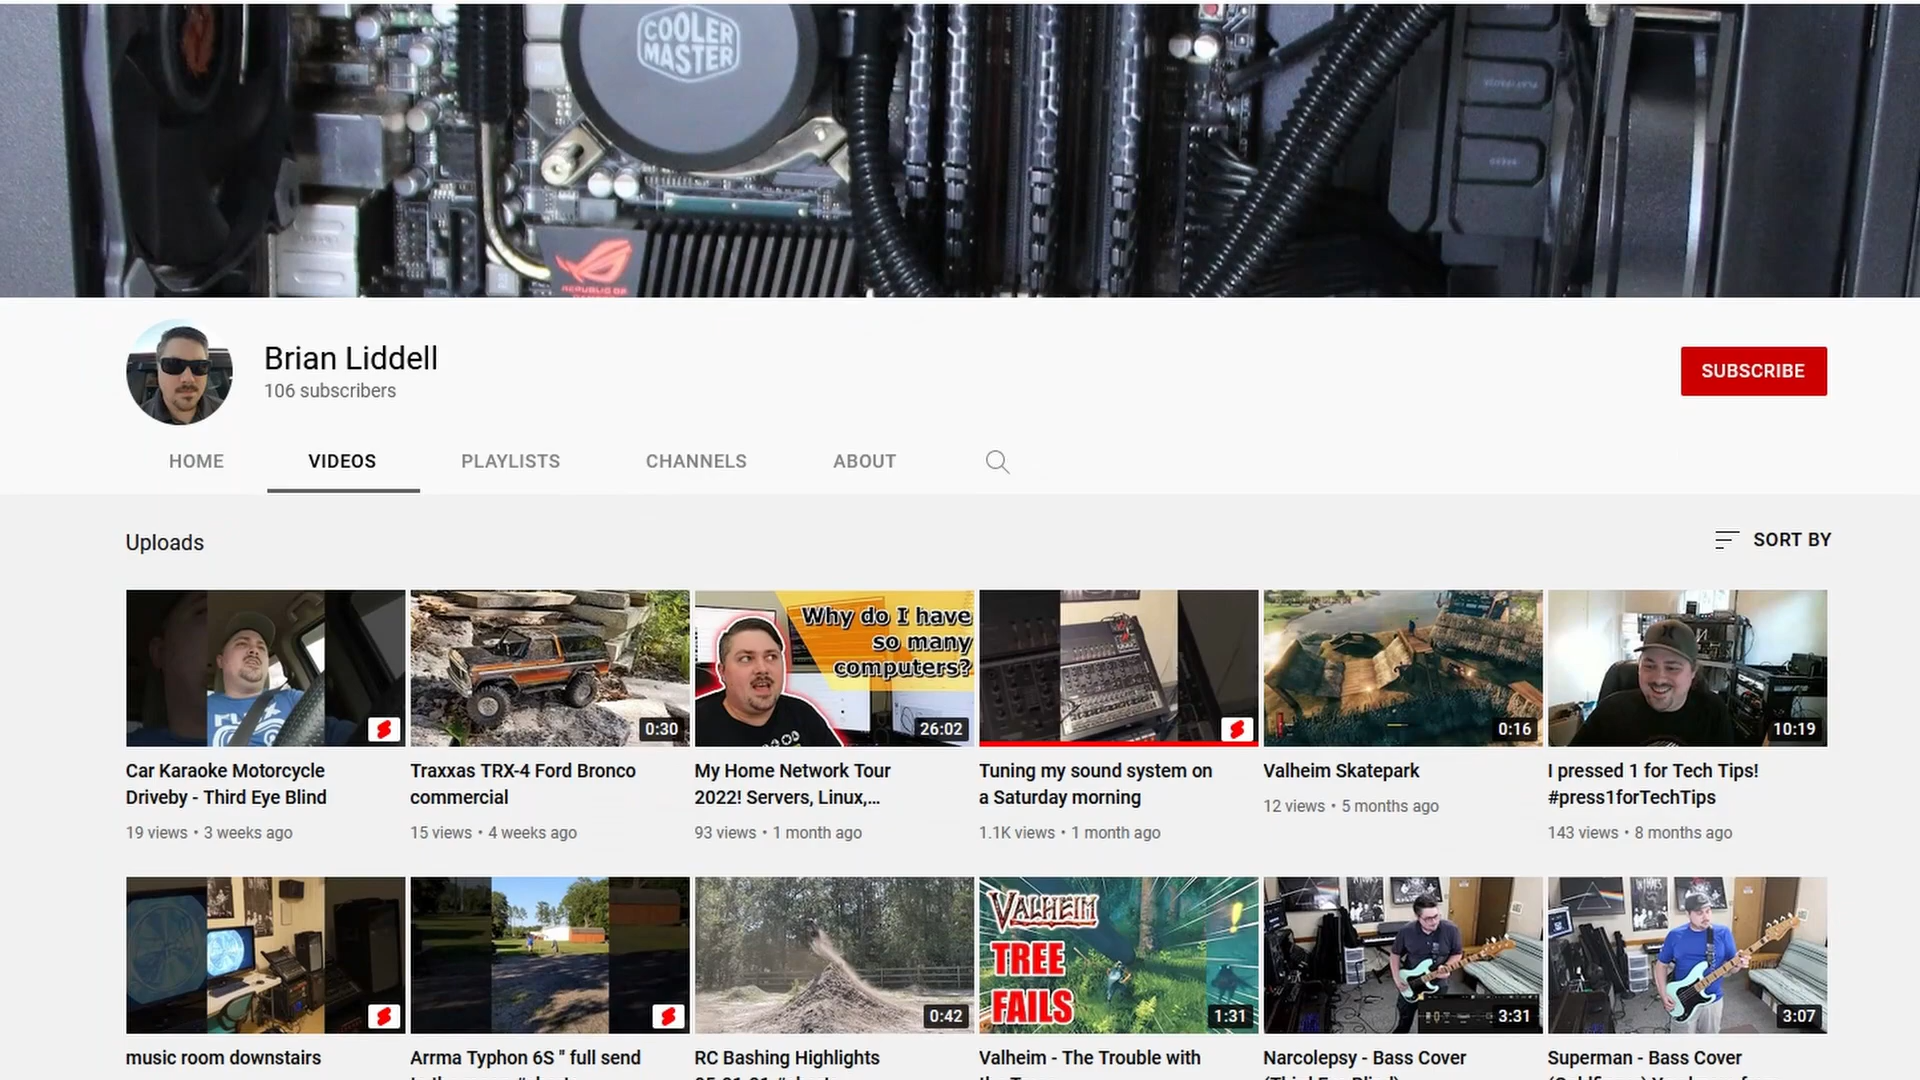 COOLER
MASTER
REPUBLIC OF
Brian Liddell
106 subscribers
SUBSCRIBE
HOME
VIDEOS
PLAYLISTS
CHANNELS
ABOUT
Uploads
SORT BY
0:30
Why do I have
so many
computers?
26:02
0:16
10:19
Car Karaoke Motorcycle
Driveby - Third Eye Blind
19 views • 3 weeks ago
Traxxas TRX-4 Ford Bronco
commercial
15 views • 4 weeks ago
My Home Network Tour
2022! Servers, Linux,...
93 views • 1 month ago
Tuning my sound system on
a Saturday morning
1.1K views • 1 month ago
Valheim Skatepark
12 views • 5 months ago
I pressed 1 for Tech Tips!
#press1forTechTips
143 views • 8 months ago
0:42
VALHEIM
TREE
FAILS
1:31
3:31
3:07
music room downstairs
Arrma Typhon 6S " full send
RC Bashing Highlights
Valheim - The Trouble with
Narcolepsy - Bass Cover
Superman - Bass Cover